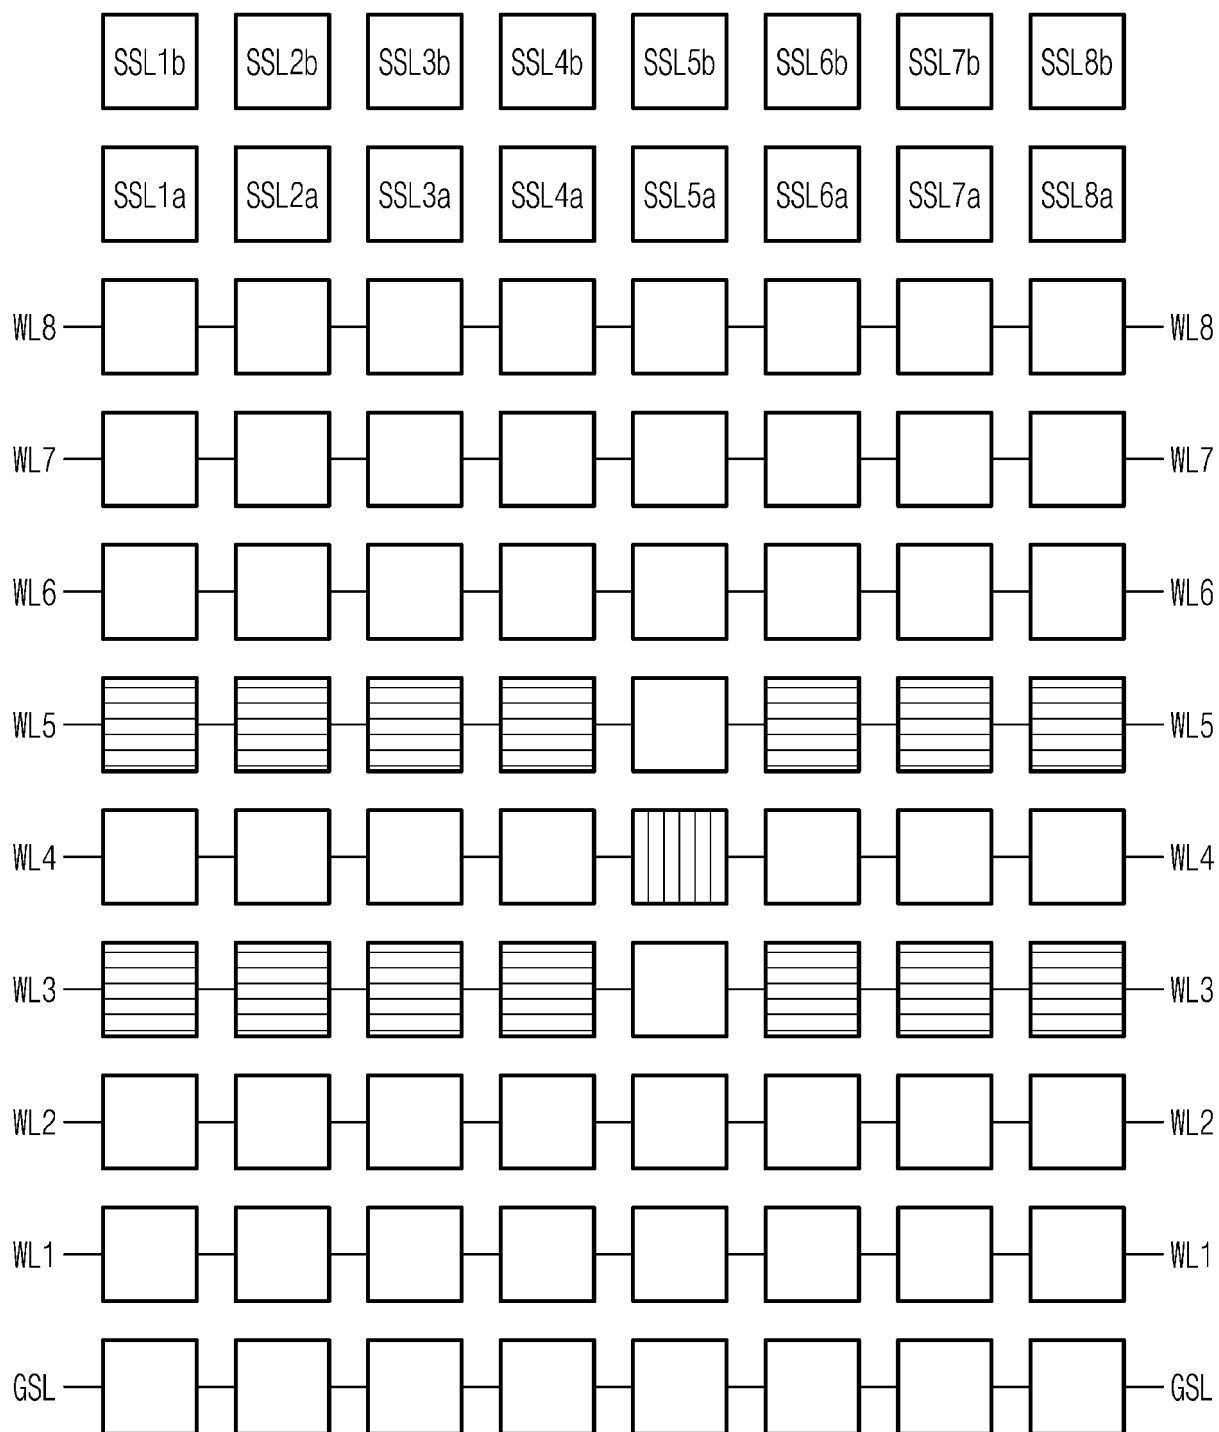 SSL1b SSL2b SSL3b SSL4b SSL5b SSL6b SSL7b SSL8b
SSL1a SSL2a SSL3a SSL4a SSL5a SSL6a SSL7a SSL8a
WL8 WL8
WL7 WL7
WL6 WL6
WL5 WL5
WL4 WL4
WL3 WL3
WL2 WL2
WL1 WL1
GSL GSL